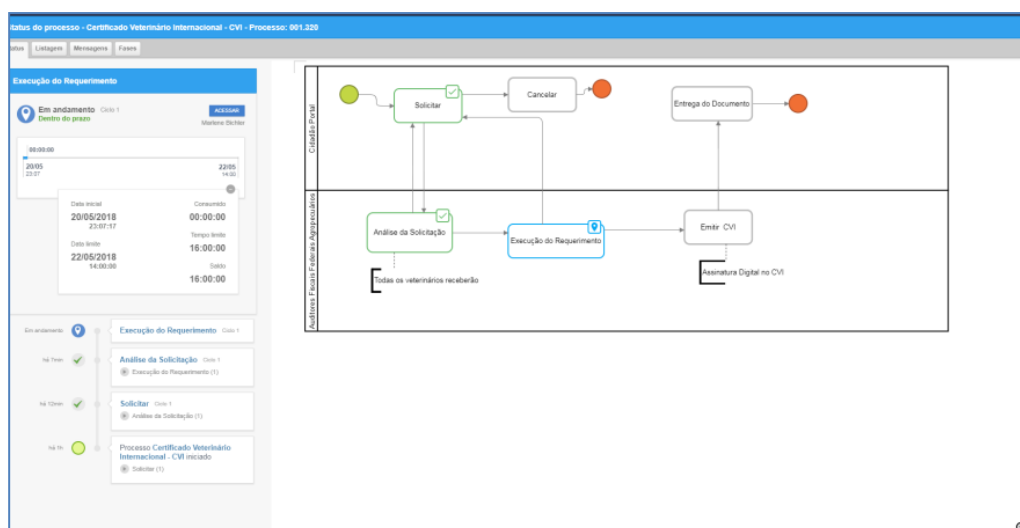 tatus do processo - Certificado Veterinário Internacional - CVI - Processo: 001.320
tatus Listagem Mensagens Fases
Execução do Requerimento
Em andamento Ciclo 1
ACESSAR
Dentro do prazo
Marlene Bichler
00:00:00
20/05 22/05
23:07 14:00
Data inicial Consumido
20/05/2018 00:00:00
23:07:17
Tempo limite
Data limite 16:00:00
22/05/2018
14:00:00 Saldo
16:00:00
Em andamento Execução do Requerimento Ciclo 1
há 7min Análise da Solicitação Ciclo 1
Execução do Requerimento (1)
há 12min Solicitar Ciclo 1
Análise da Solicitação (1)
há 1h Processo Certificado Veterinário
Internacional - CVI iniciado
Solicitar (1)
Cidadão Portal
Solicitar
Cancelar
Entrega do Documento
Auditores Fiscais Federais Agropecuários
Análise da Solicitação
Execução do Requerimento
Emitir CVI
Todas os veterinários receberão
Assinatura Digital no CVI